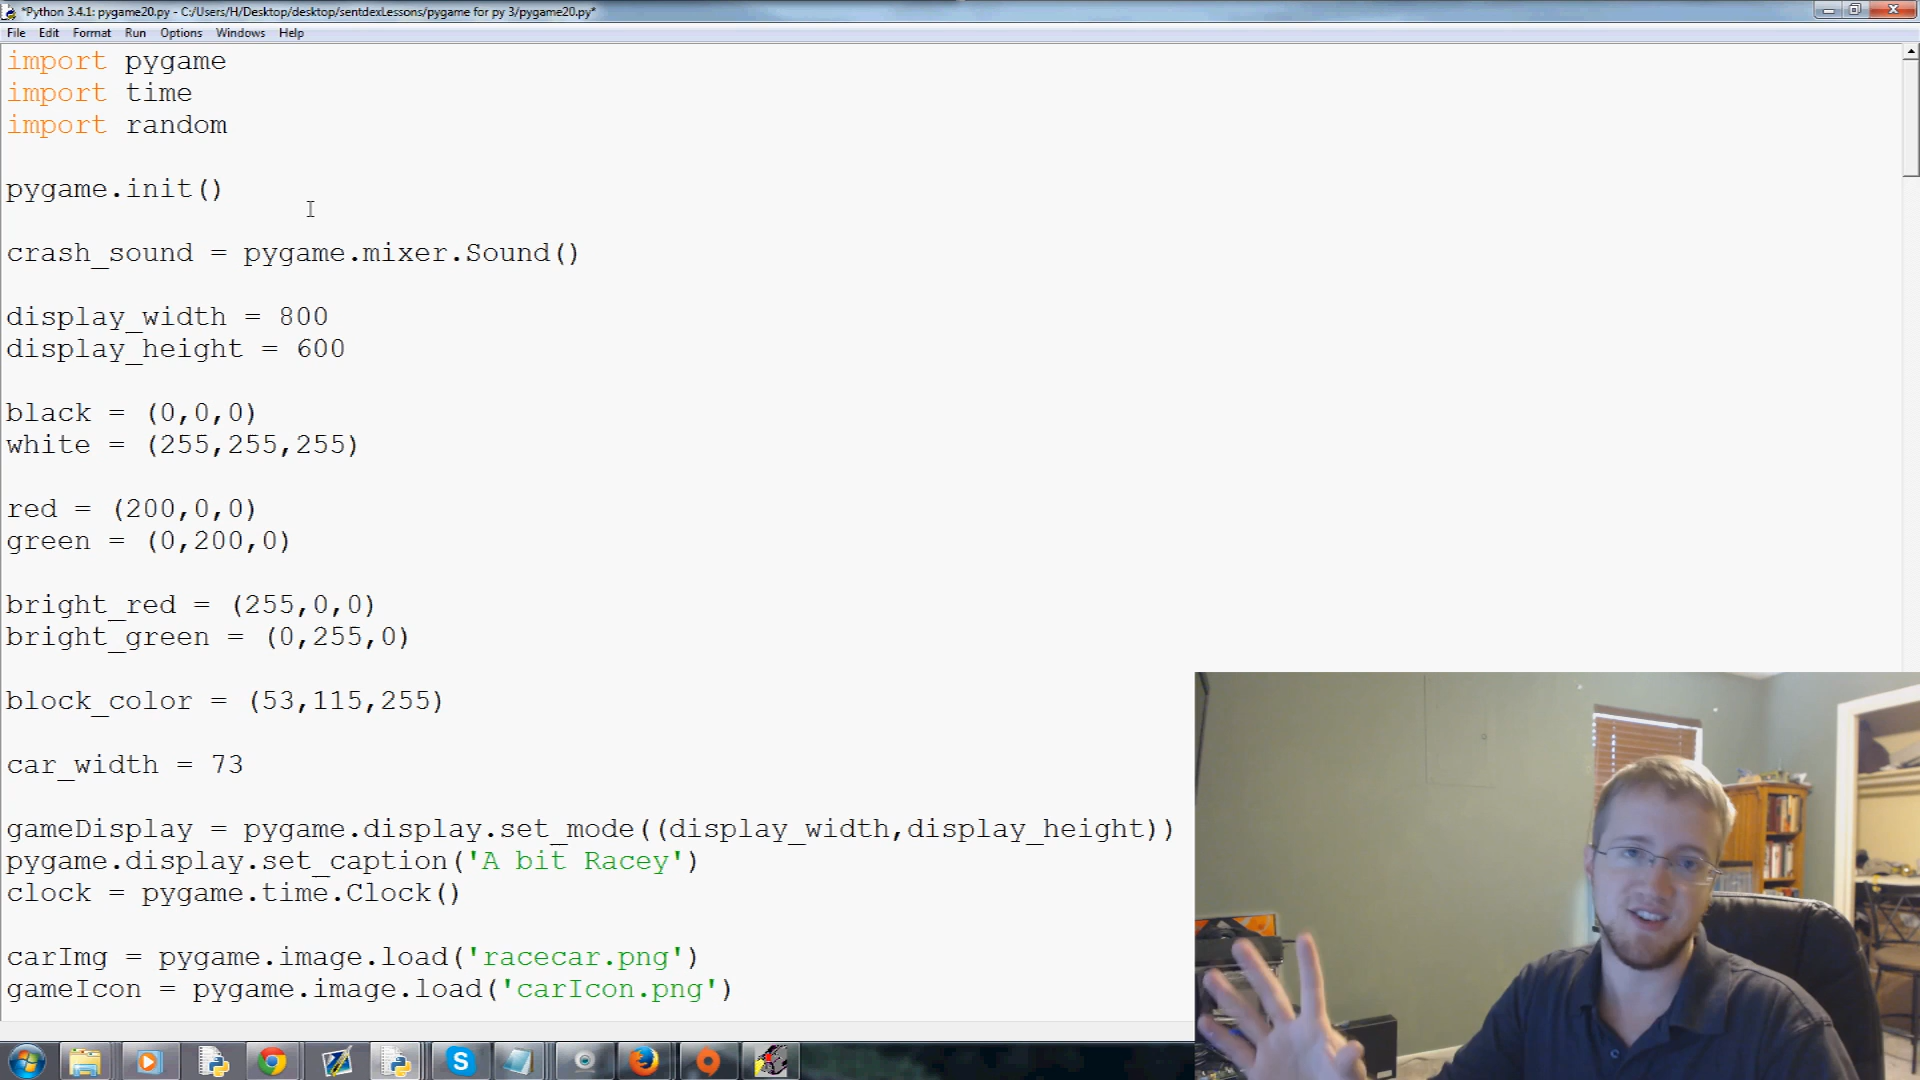 *Python 3.4.1: pygame20.py - C:/Users/H/Desktop/desktop/sentdexLessons/pygame for py 3/pygame20.py*
File Edit Format Run Options Windows Help
import pygame
import time
import random
pygame.init()
crash_sound = pygame.mixer.Sound()
display_width = 800
display_height = 600
black = (0,0,0)
white = (255,255,255)
red = (200,0,0)
green = (0,200,0)
bright_red = (255,0,0)
bright_green = (0,255,0)
block_color = (53,115,255)
car_width = 73
gameDisplay = pygame.display.set_mode((display_width,display_height))
pygame.display.set_caption('A bit Racey')
clock = pygame.time.Clock()
carImg = pygame.image.load('racecar.png')
gameIcon = pygame.image.load('carIcon.png')